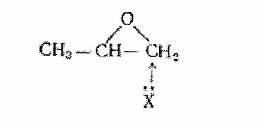 O
CH₃ – CH – CH₂
Ẍ